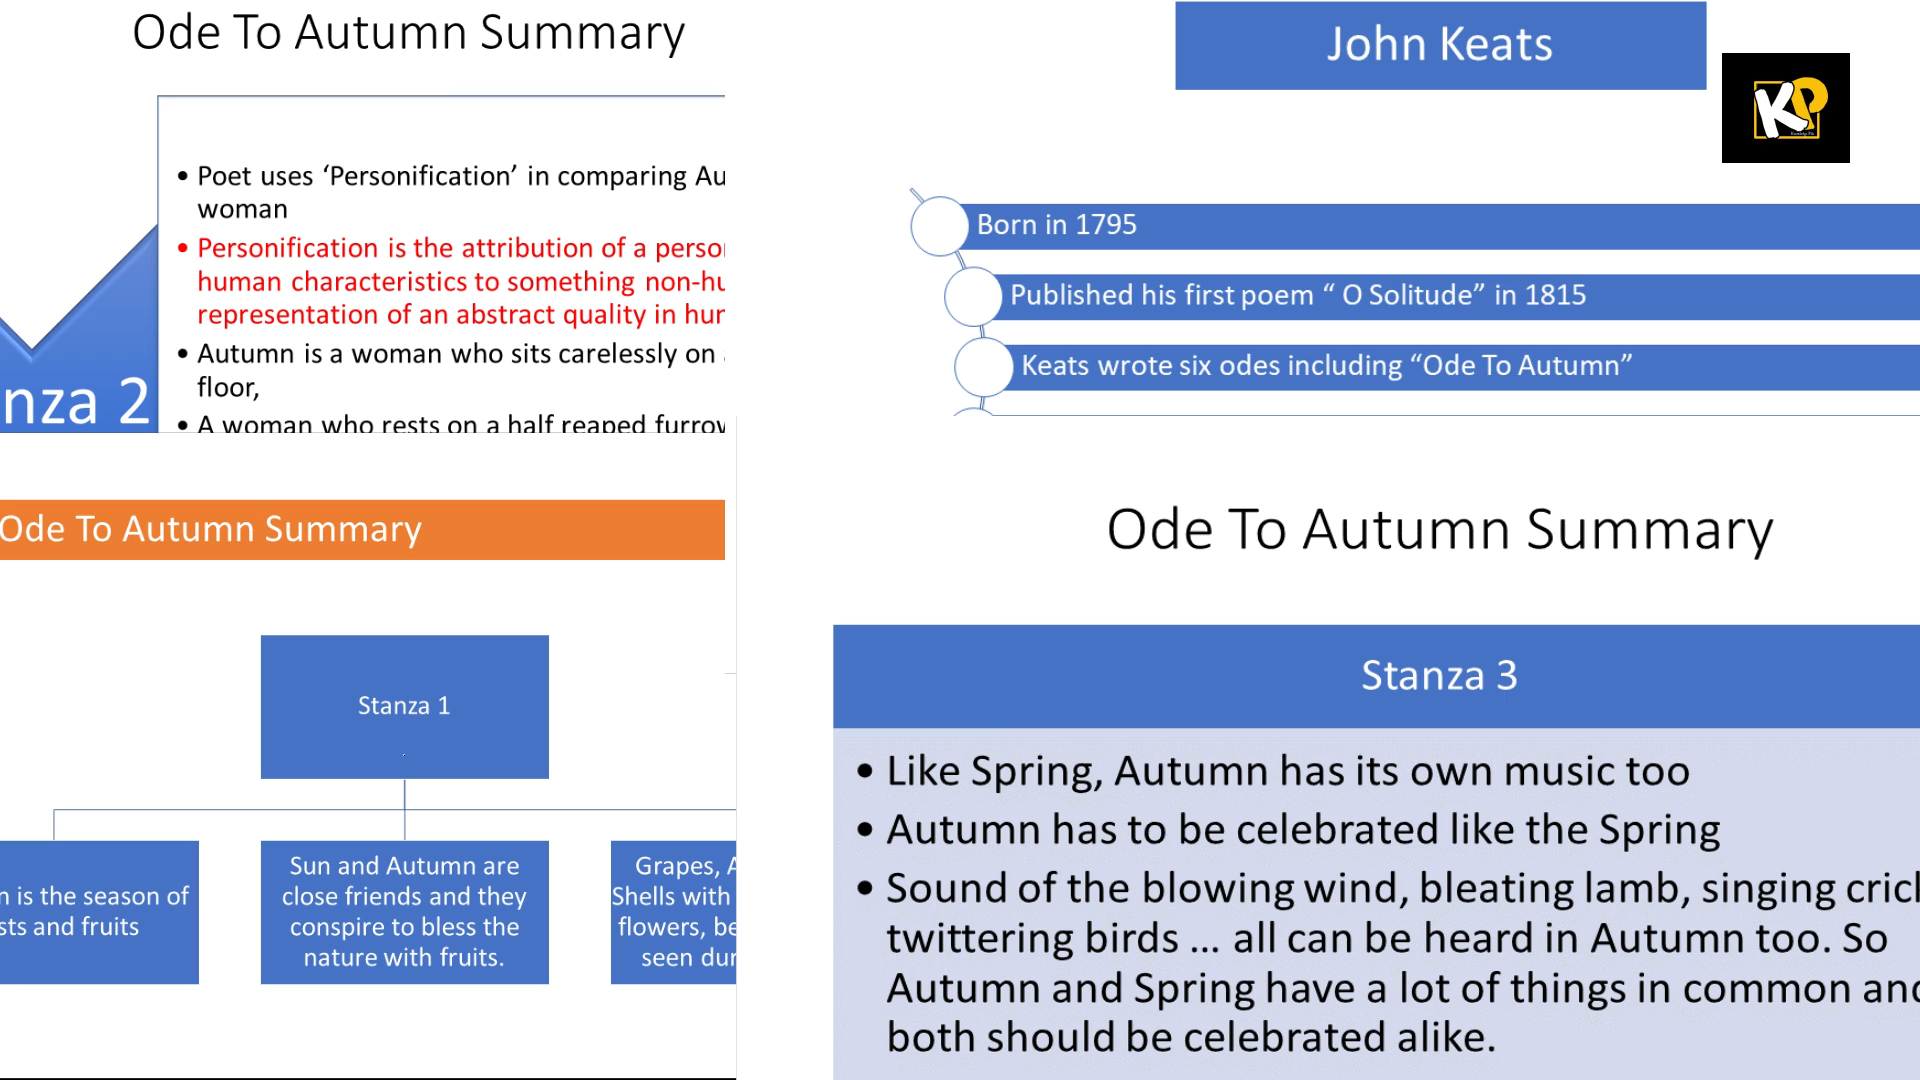 Ode To Autumn Summary
• Poet uses ‘Personification’ in comparing Au
woman
• Personification is the attribution of a perso
human characteristics to something non-hu
representation of an abstract quality in hur
• Autumn is a woman who sits carelessly on
floor,
• A woman who rests on a half reaped furrow
nza 2
John Keats
KP
Born in 1795
Published his first poem “ O Solitude” in 1815
Keats wrote six odes including “Ode To Autumn”
Ode To Autumn Summary
Stanza 1
n is the season of
sts and fruits
Sun and Autumn are
close friends and they
conspire to bless the
nature with fruits.
Grapes, A
Shells with
flowers, be
seen dur
Ode To Autumn Summary
Stanza 3
• Like Spring, Autumn has its own music too
• Autumn has to be celebrated like the Spring
• Sound of the blowing wind, bleating lamb, singing cric
twittering birds ... all can be heard in Autumn too. So
Autumn and Spring have a lot of things in common and
both should be celebrated alike.